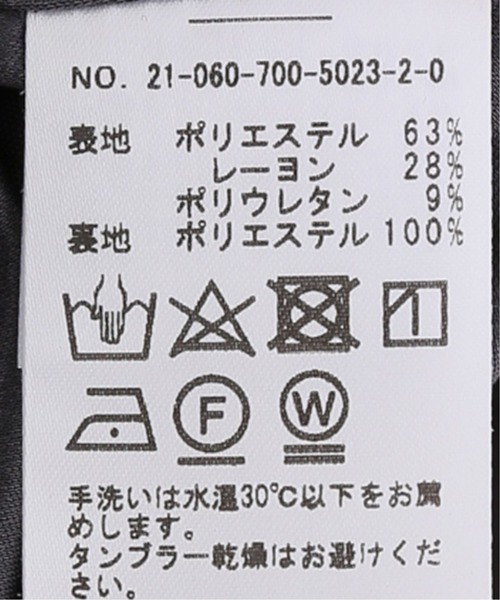 NO. 21-060-700-5023-2-0
表地 ポリエステル 63%
レーヨン 28%
ポリウレタン 9%
裏地 ポリエステル 100%
F W
手洗いは水温30℃以下をお薦
めします。
タンブラー乾燥はお避けくだ
さい。